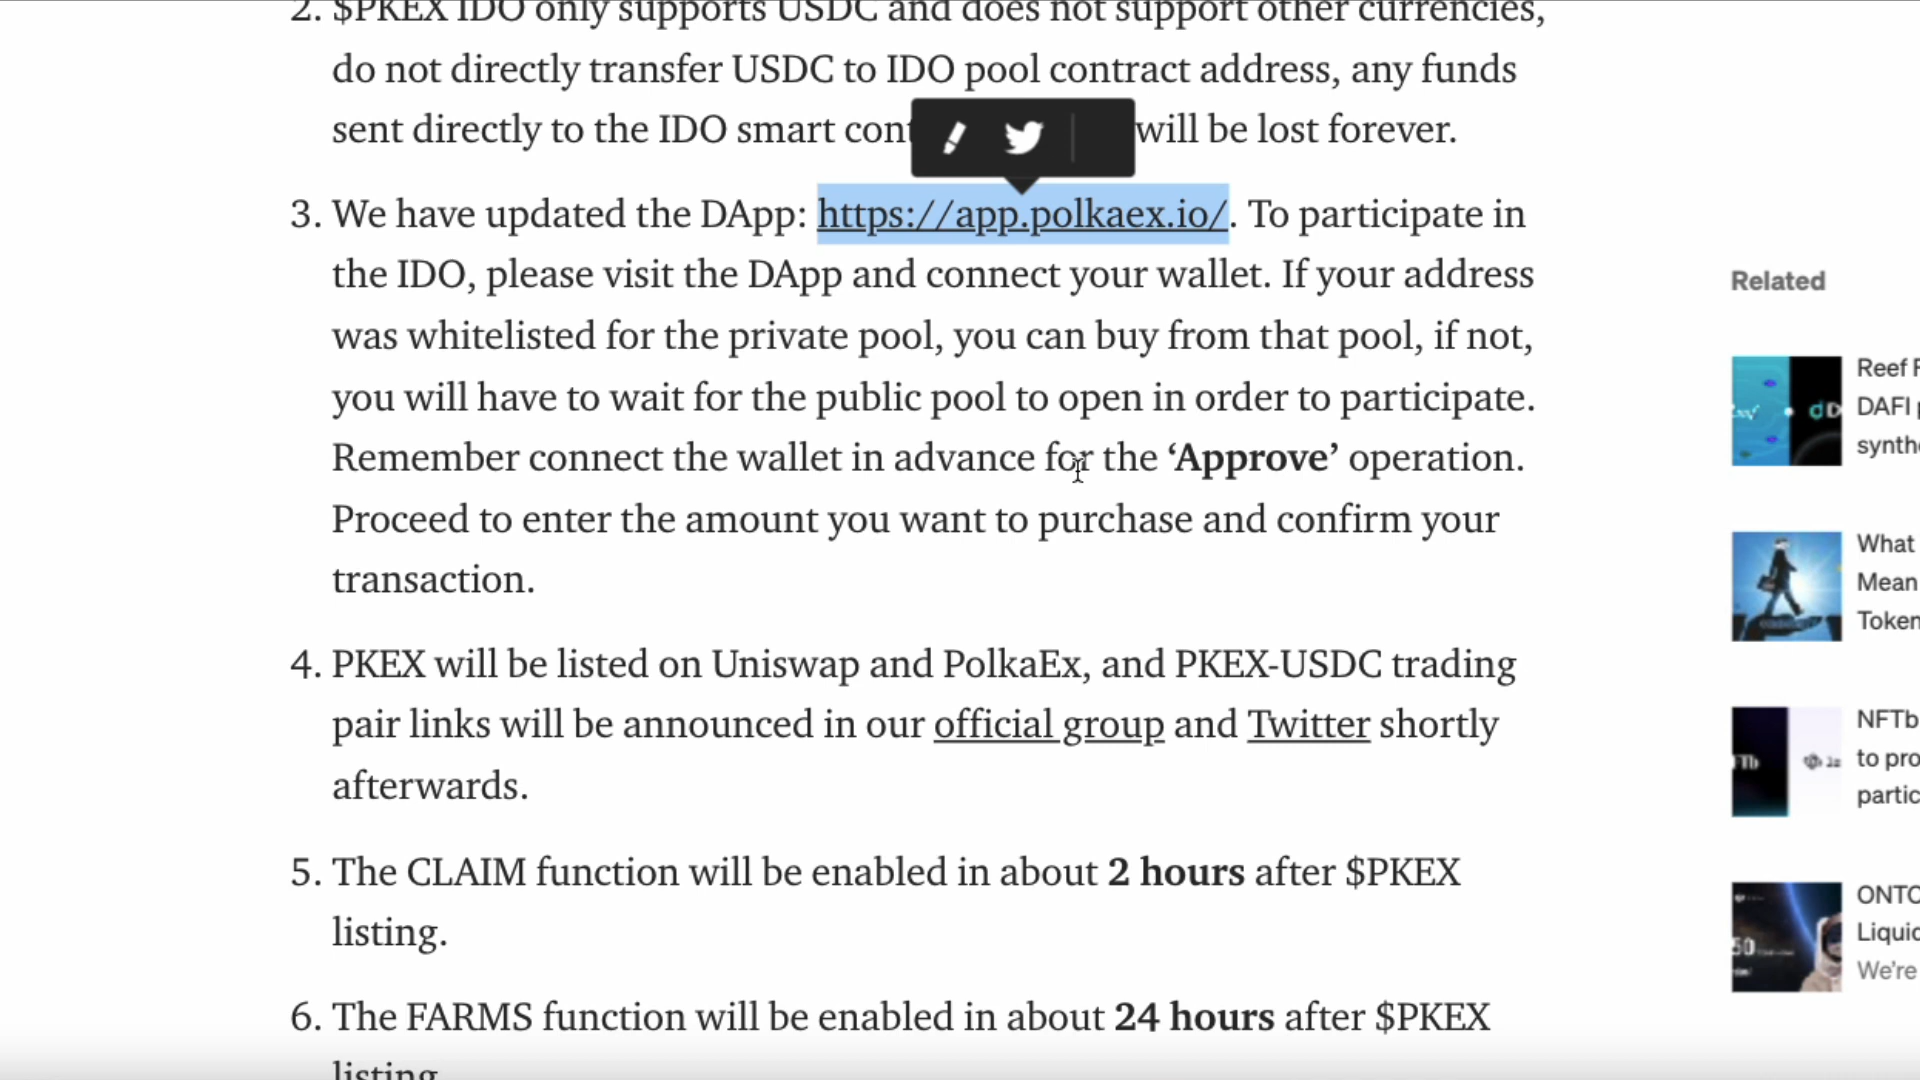 2. $PKEX IDO only supports USDC and does not support other currencies,
do not directly transfer USDC to IDO pool contract address, any funds
sent directly to the IDO smart con will be lost forever.
3. We have updated the DApp: https://app.polkaex.io/. To participate in
the IDO, please visit the DApp and connect your wallet. If your address
was whitelisted for the private pool, you can buy from that pool, if not,
you will have to wait for the public pool to open in order to participate.
Remember connect the wallet in advance for the ‘Approve’ operation.
Proceed to enter the amount you want to purchase and confirm your
transaction.
4. PKEX will be listed on Uniswap and PolkaEx, and PKEX-USDC trading
pair links will be announced in our official group and Twitter shortly
afterwards.
5. The CLAIM function will be enabled in about 2 hours after $PKEX
listing.
6. The FARMS function will be enabled in about 24 hours after $PKEX
listing
Related
Reef F
DAFI p
synthe
What
Mean
Token
NFTb
to pro
partic
ONTO
Liquid
We're